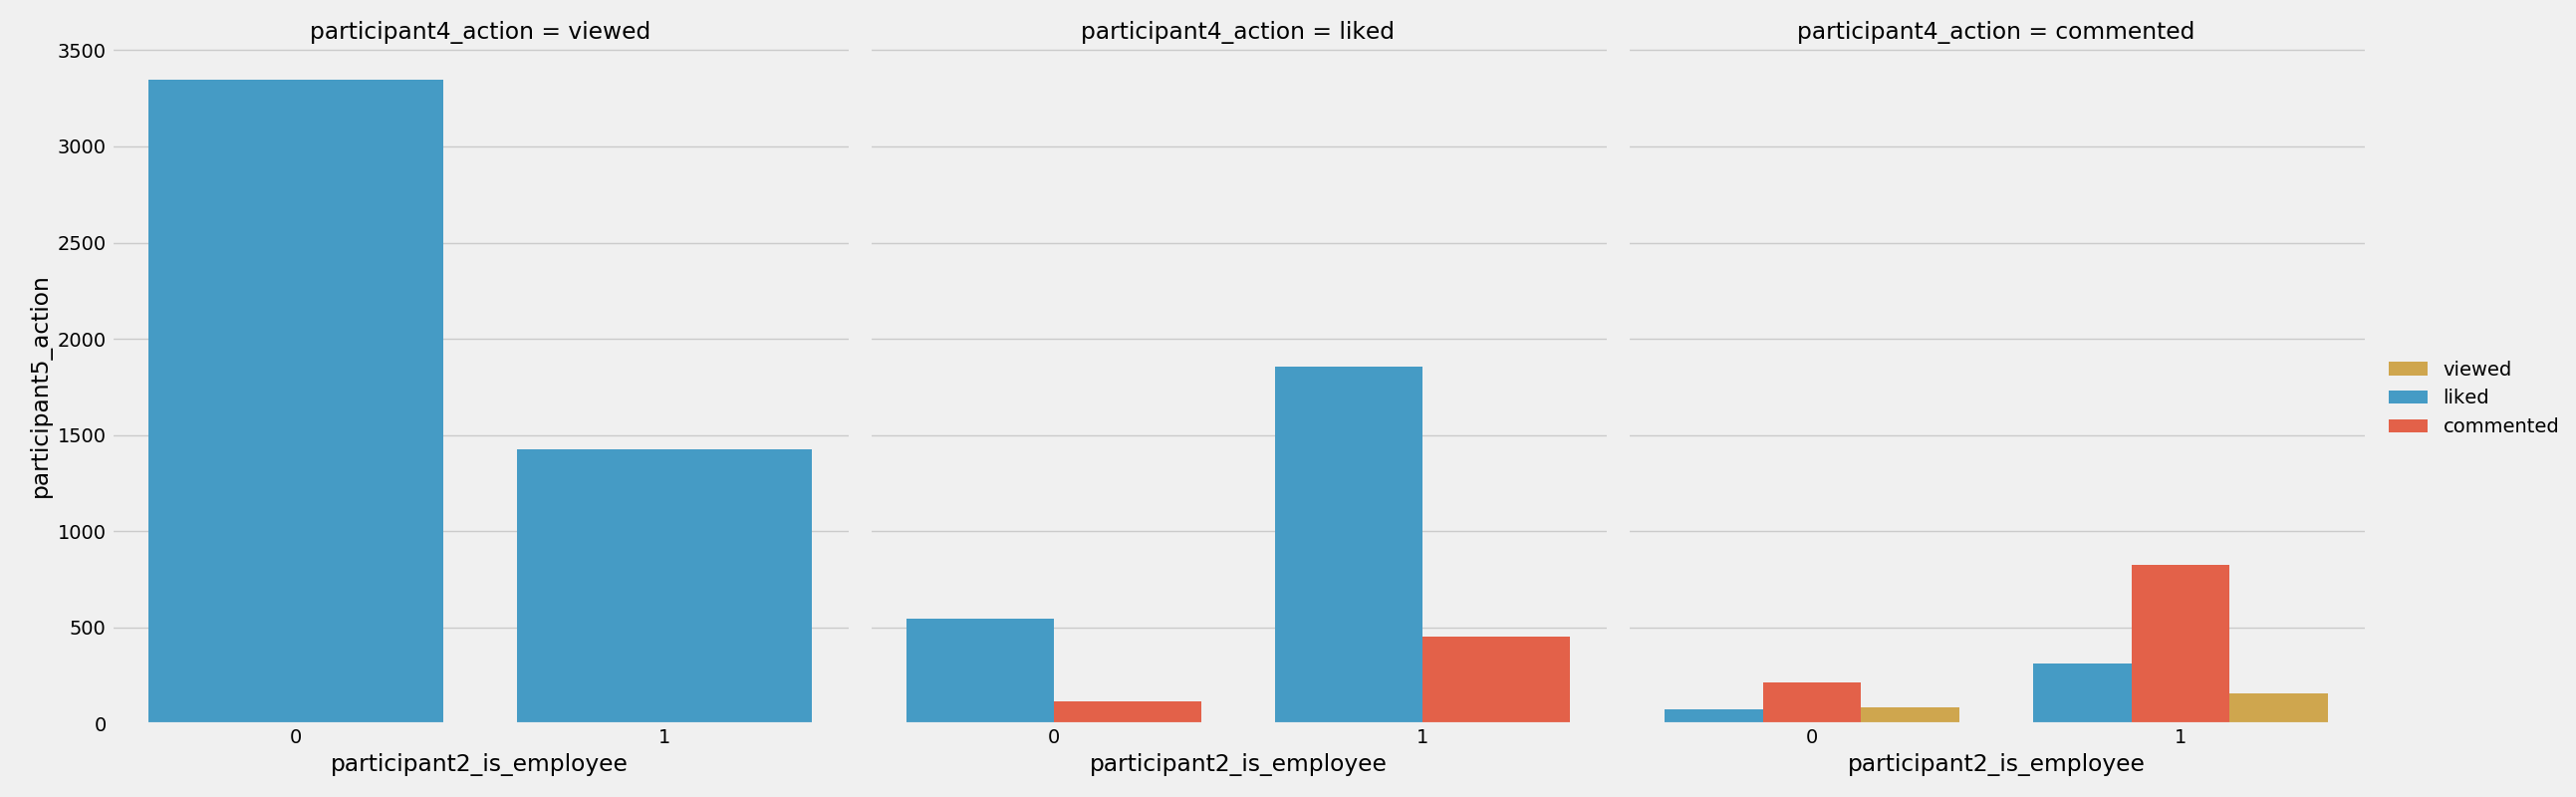 participant4_action = viewed
participant4_action = liked
participant4_action = commented
3500
3000
2500
2000
1500
1000
500
0
participant5_action
0
1
0
1
0
1
participant2_is_employee
participant2_is_employee
participant2_is_employee
viewed
liked
commented